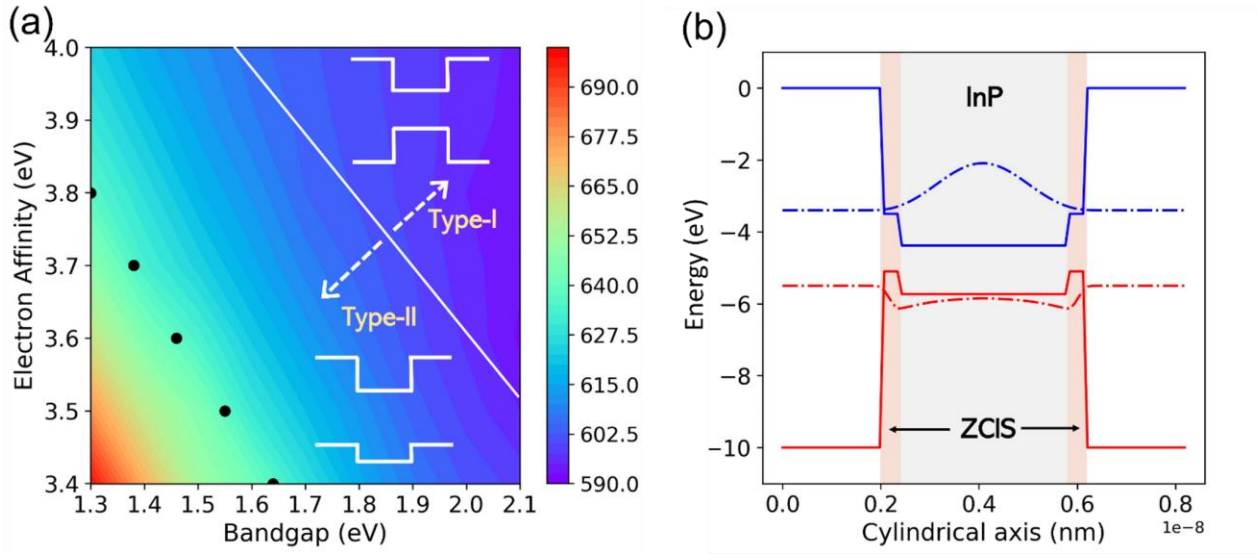 (a)
Electron Affinity (eV)
4.0
3.9
3.8
3.7
3.6
3.5
3.4
1.3 1.4 1.5 1.6 1.7 1.8 1.9 2.0 2.1
Bandgap (eV)
Type-I
Type-II
690.0
677.5
665.0
652.5
640.0
627.5
615.0
602.5
590.0
(b)
Energy (eV)
0
−2
−4
−6
−8
−10
InP
ZCIS
0.0 0.2 0.4 0.6 0.8
1e-8
Cylindrical axis (nm)